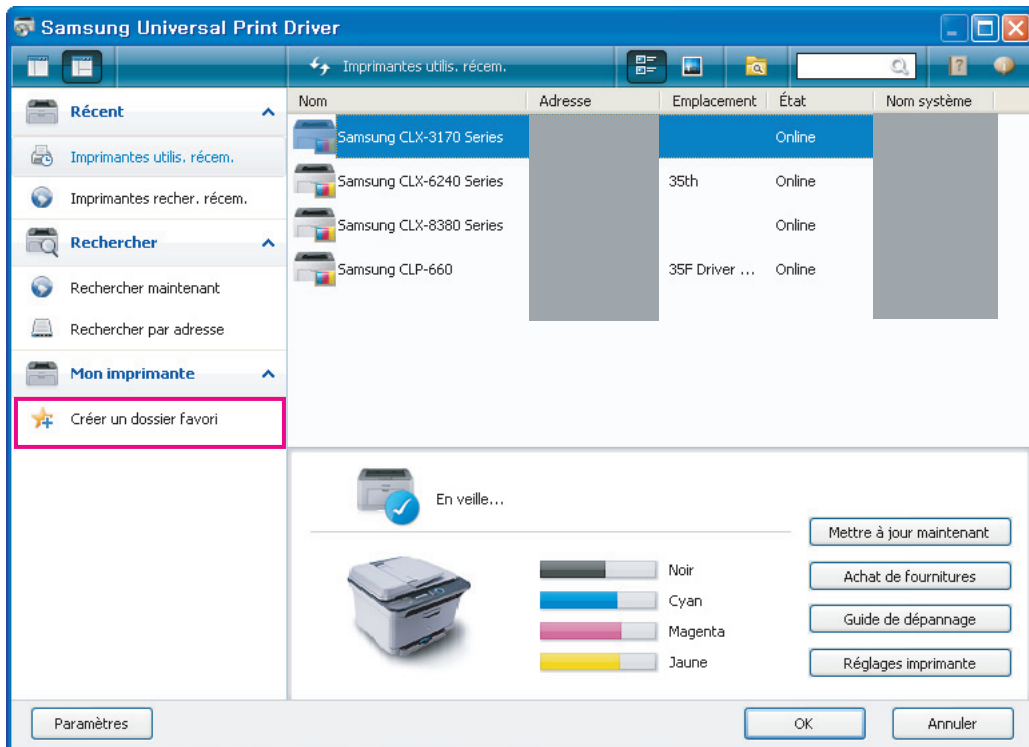 Samsung Universal Print Driver
Imprimantes utilis. récem.
Récent
Imprimantes utilis. récem.
Imprimantes recher. récem.
Rechercher
Rechercher maintenant
Rechercher par adresse
Mon imprimante
Créer un dossier favori
Nom Adresse Emplacement État Nom système
Samsung CLX-3170 Series Online
Samsung CLX-6240 Series 35th Online
Samsung CLX-8380 Series Online
Samsung CLP-660 35F Driver ... Online
En veille...
Noir
Cyan
Magenta
Jaune
Mettre à jour maintenant
Achat de fournitures
Guide de dépannage
Réglages imprimante
Paramètres
OK
Annuler